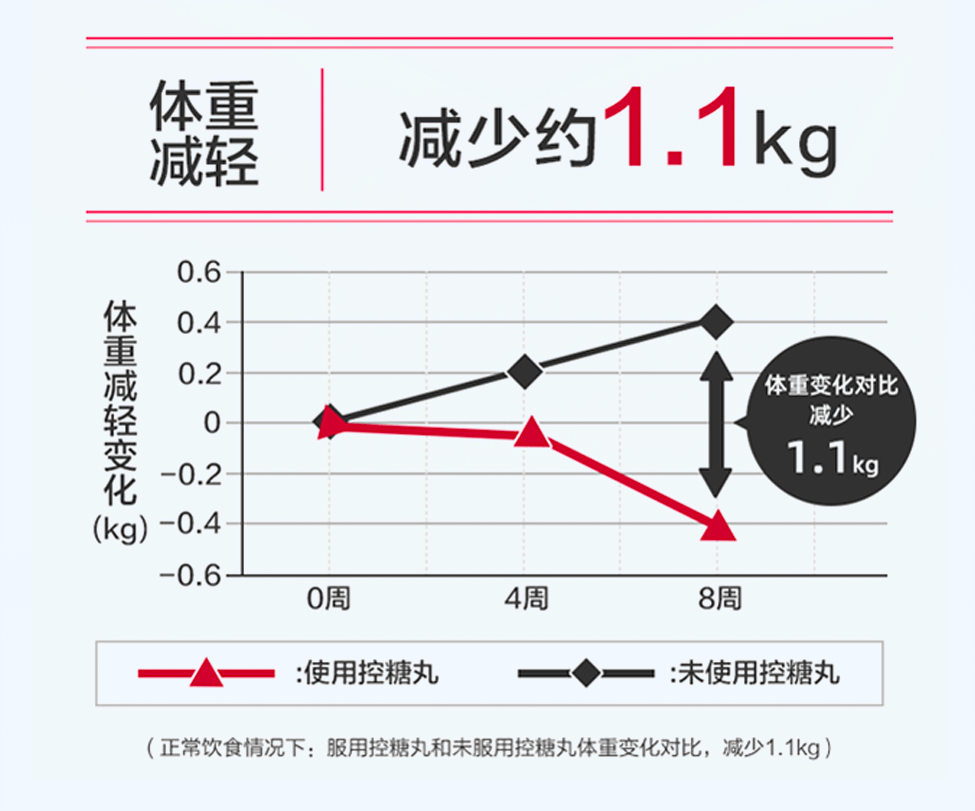 体重
减轻
减少约1.1kg
体重减轻变化
(kg)
0.6
0.4
0.2
0
−0.2
−0.4
−0.6
体重变化对比
减少
1.1kg
0周
4周
8周
:使用控糖丸
:未使用控糖丸
(正常饮食情况下：服用控糖丸和未服用控糖丸体重变化对比，减少1.1kg)